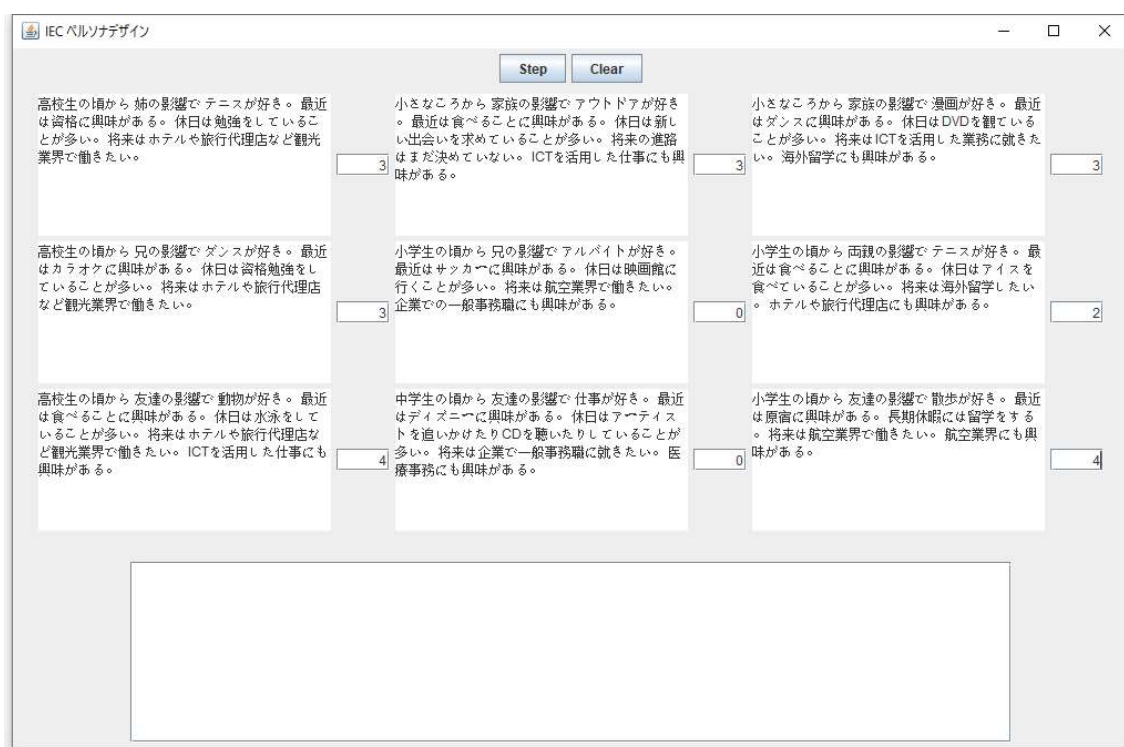 IEC ペルソナデザイン
Step Clear
高校生の頃から 姉の影響で テニスが好き。 最近
は資格に興味がある。 休日は勉強をしているこ
とが多い。 将来はホテルや旅行代理店など観光
業界で働きたい。
3
小さなころから 家族の影響で アウトドアが好き
。 最近は食べることに興味がある。 休日は新し
い出会いを求めていることが多い。 将来の進路
はまだ決めていない。 ICTを活用した仕事にも興
味がある。
3
小さなころから 家族の影響で 漫画が好き。 最近
はダンスに興味がある。 休日はDVDを観ている
ことが多い。 将来はICTを活用した業務に就きた
い。 海外留学にも興味がある。
3
高校生の頃から 兄の影響で ダンスが好き。 最近
はカラオケに興味がある。 休日は資格勉強をし
ていることが多い。 将来はホテルや旅行代理店
など観光業界で働きたい。
3
小学生の頃から 兄の影響で アルバイトが好き。
最近はサッカーに興味がある。 休日は映画館に
行くことが多い。 将来は航空業界で働きたい。
企業での一般事務職にも興味がある。
0
小学生の頃から 両親の影響で テニスが好き。 最
近は食べることに興味がある。 休日はアイスを
食べていることが多い。 将来は海外留学したい
。 ホテルや旅行代理店にも興味がある。
2
高校生の頃から 友達の影響で 動物が好き。 最近
は食べることに興味がある。 休日は水泳をして
いることが多い。 将来はホテルや旅行代理店な
ど観光業界で働きたい。 ICTを活用した仕事にも
興味がある。
4
中学生の頃から 友達の影響で 仕事が好き。 最近
はディズニーに興味がある。 休日はアーティス
トを追いかけたりCDを聴いたりしていることが
多い。 将来は企業で一般事務職に就きたい。 医
療事務にも興味がある。
0
小学生の頃から 友達の影響で 散歩が好き。 最近
は原宿に興味がある。 長期休暇には留学をする
。 将来は航空業界で働きたい。 航空業界にも興
味がある。
4